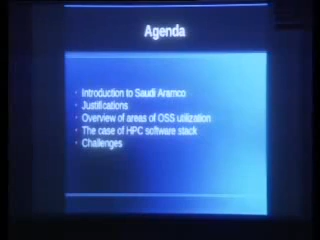 Agenda
Introduction to Saudi Aramco
Justifications
Overview of areas of OSS utilization
The case of HPC software stack
Challenges